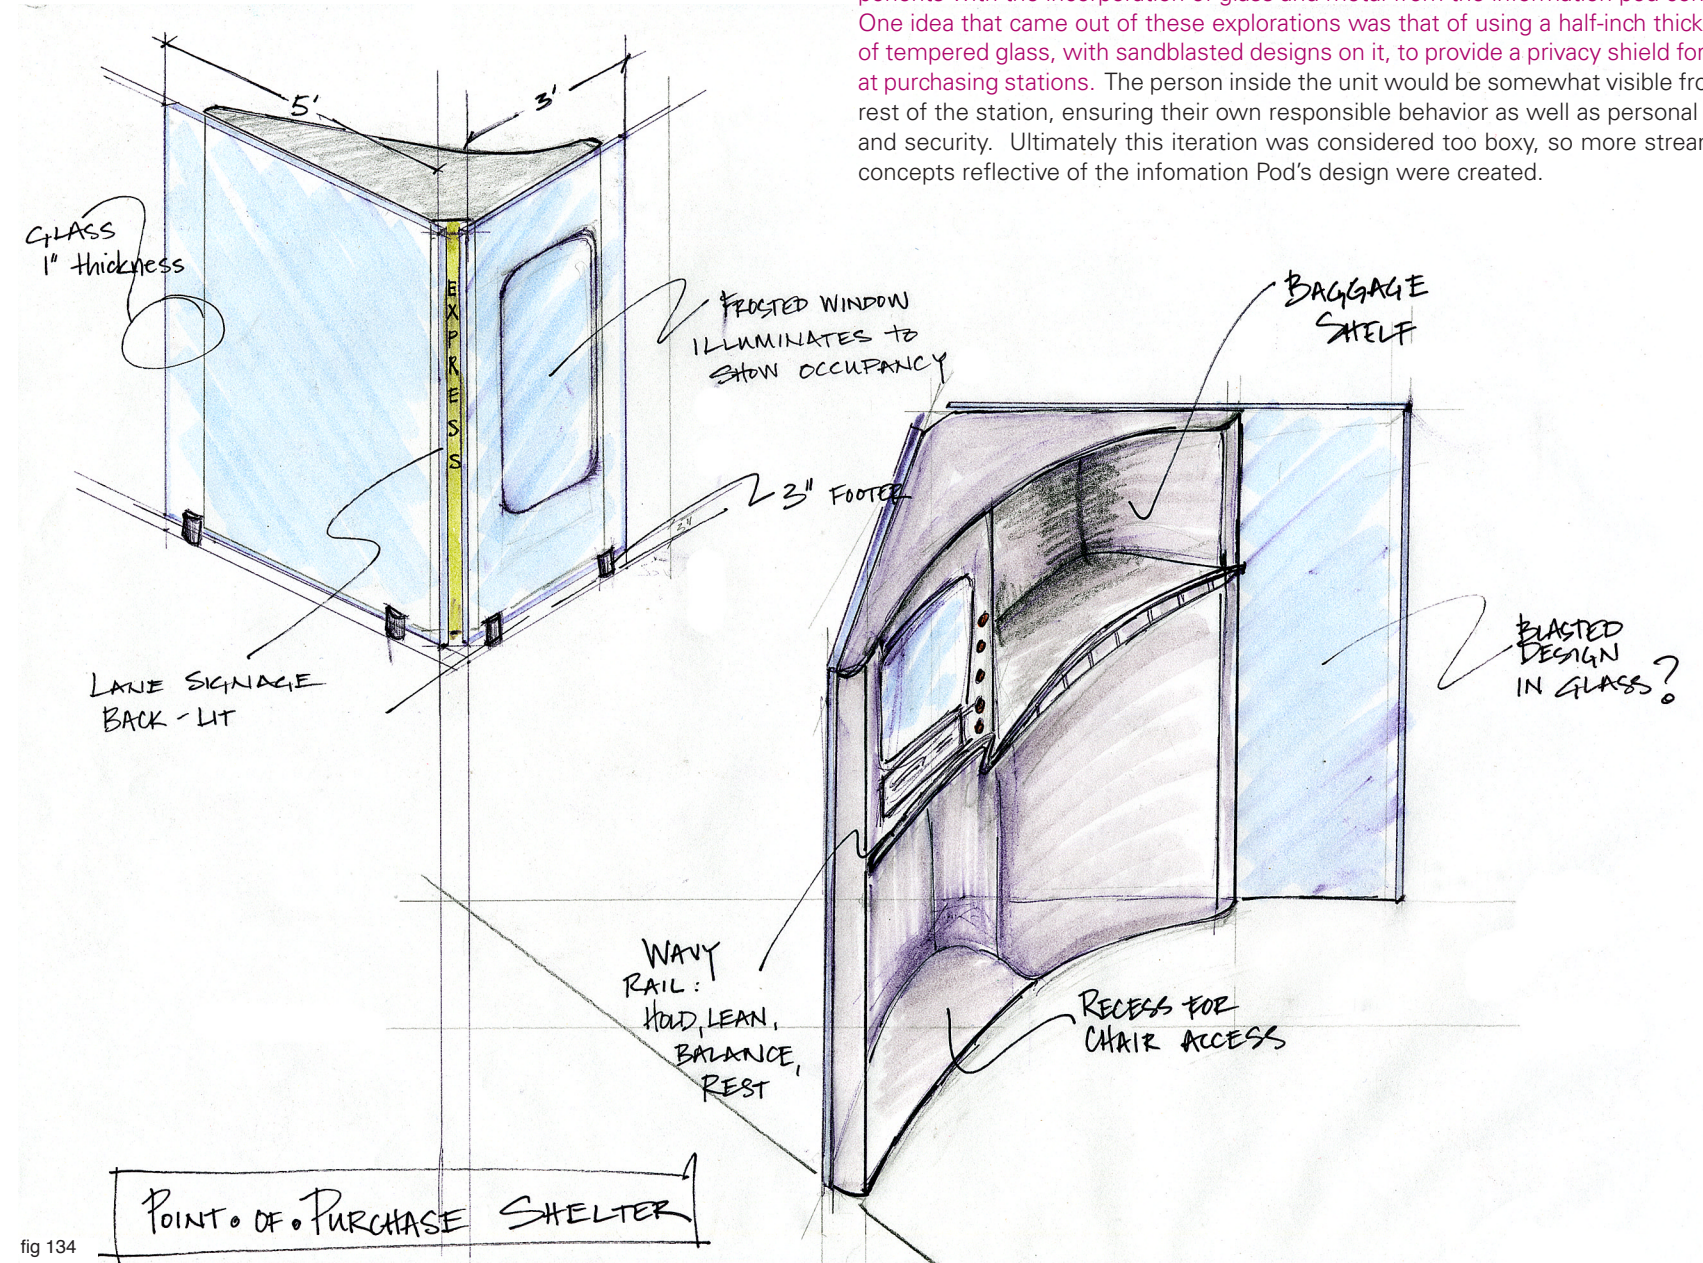 One idea that came out of these explorations was that of using a half-inch thick
of tempered glass, with sandblasted designs on it, to provide a privacy shield for
at purchasing stations. The person inside the unit would be somewhat visible
rest of the station, ensuring their own responsible behavior as well as personal
and security. Ultimately this iteration was considered too boxy, so more
concepts reflective of the infomation Pod's design were created.
5'
3'
GLASS
1" thickness
EXPRESS
FROSTED WINDOW
ILLUMINATES to
SHOW OCCUPANCY
BAGGAGE
SHELF
3" FOOTER
3"
LANE SIGNAGE
BACK-LIT
BLASTED
DESIGN
IN GLASS?
WAVY
RAIL:
HOLD, LEAN,
BALANCE,
REST
RECESS FOR
CHAIR ACCESS
POINT.OF.PURCHASE SHELTER
fig 134